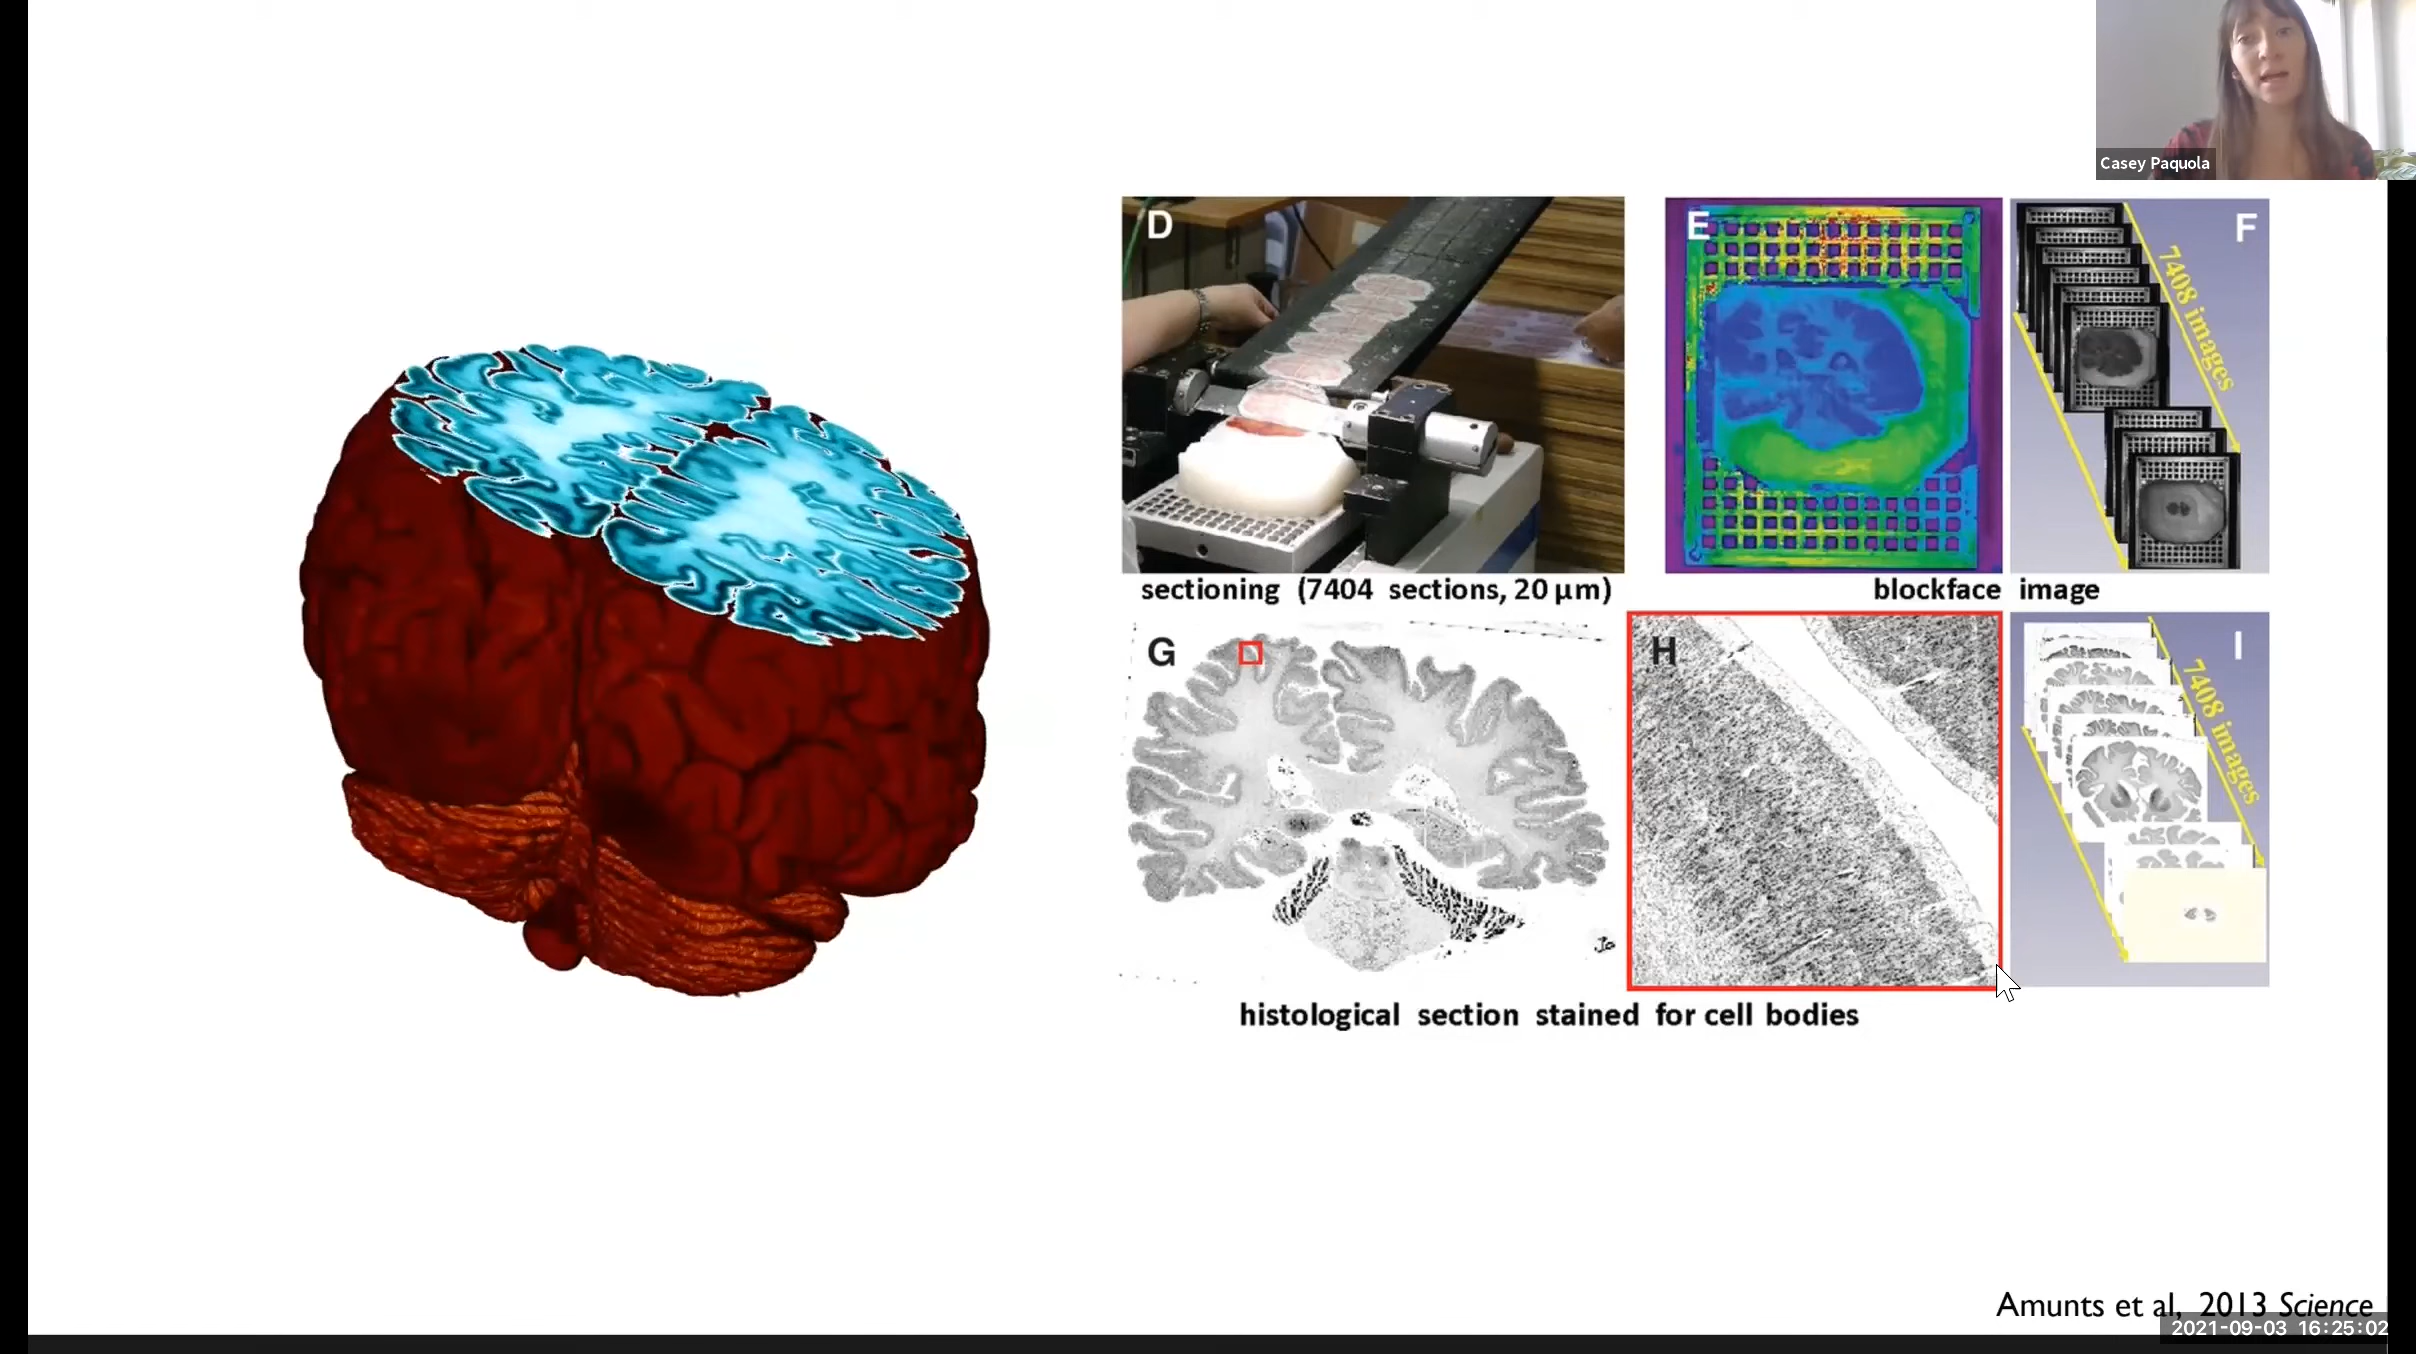 Casey Paquola
D
E
F
7408 images
sectioning (7404 sections, 20 µm)
blockface image
G
H
I
7408 images
histological section stained for cell bodies
Amunts et al, 2013 Science
2021-09-03 16:25:02